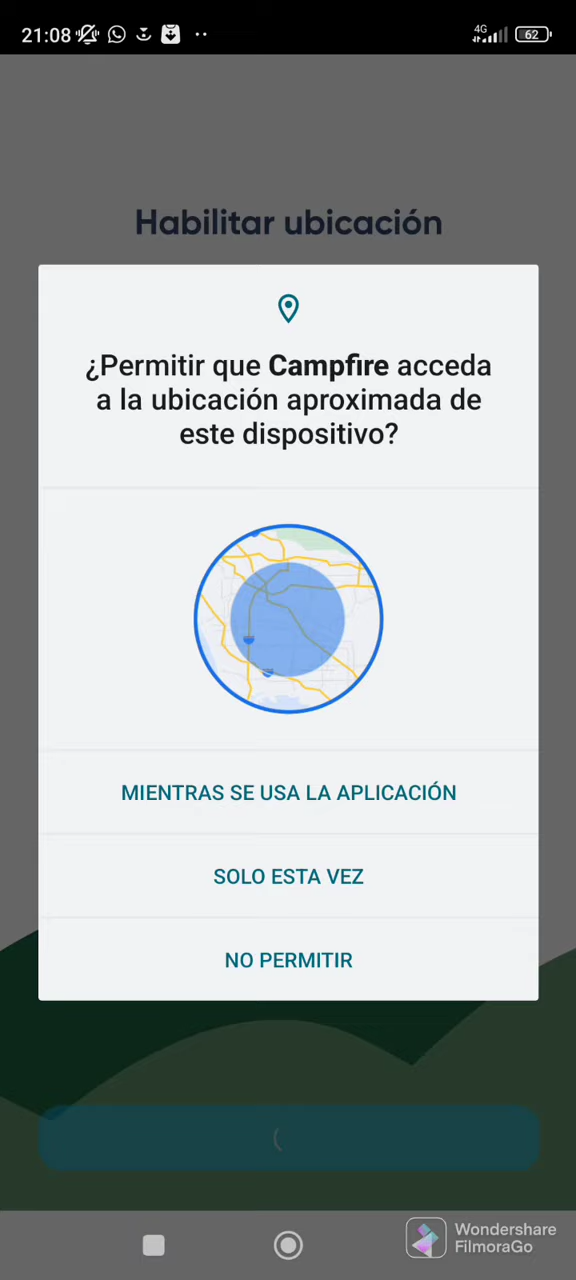 21:08
4G
62
Habilitar ubicación
¿Permitir que Campfire acceda
a la ubicación aproximada de
este dispositivo?
MIENTRAS SE USA LA APLICACIÓN
SOLO ESTA VEZ
NO PERMITIR
Wondershare
FilmoraGo